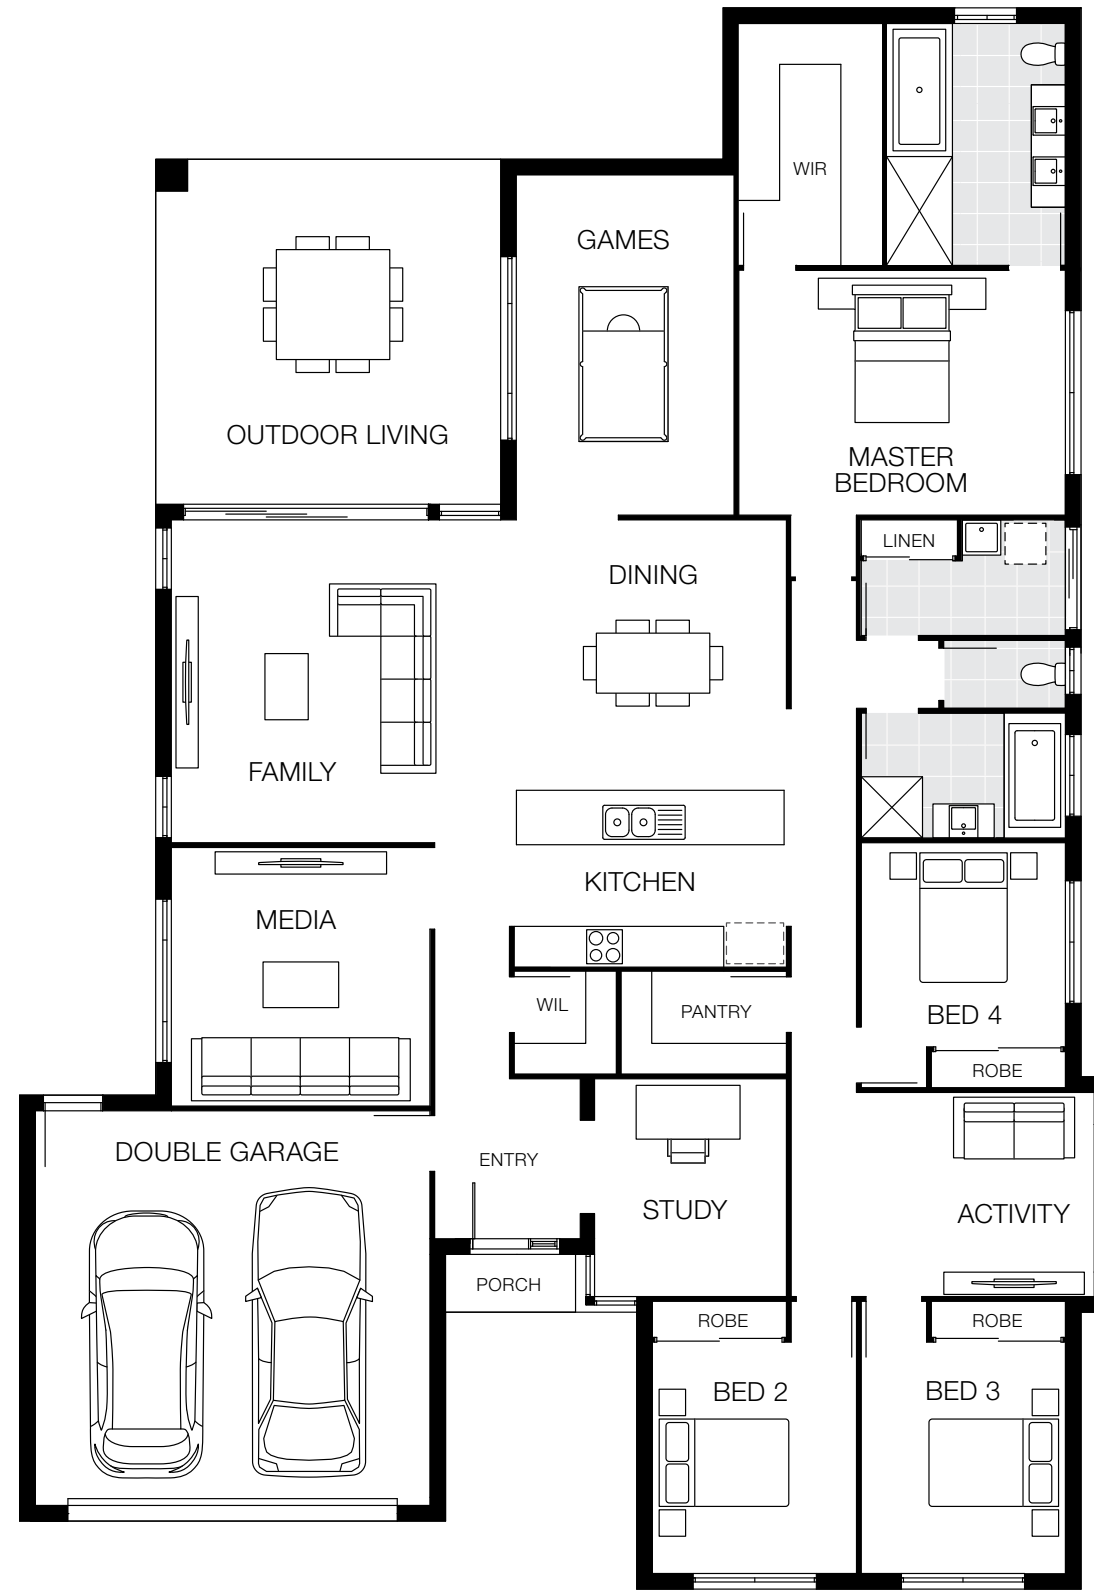 WIR
GAMES
OUTDOOR LIVING
MASTER
BEDROOM
LINEN
DINING
FAMILY
KITCHEN
MEDIA
WIL
PANTRY
BED 4
ROBE
DOUBLE GARAGE
ENTRY
STUDY
ACTIVITY
PORCH
ROBE
ROBE
BED 2
BED 3